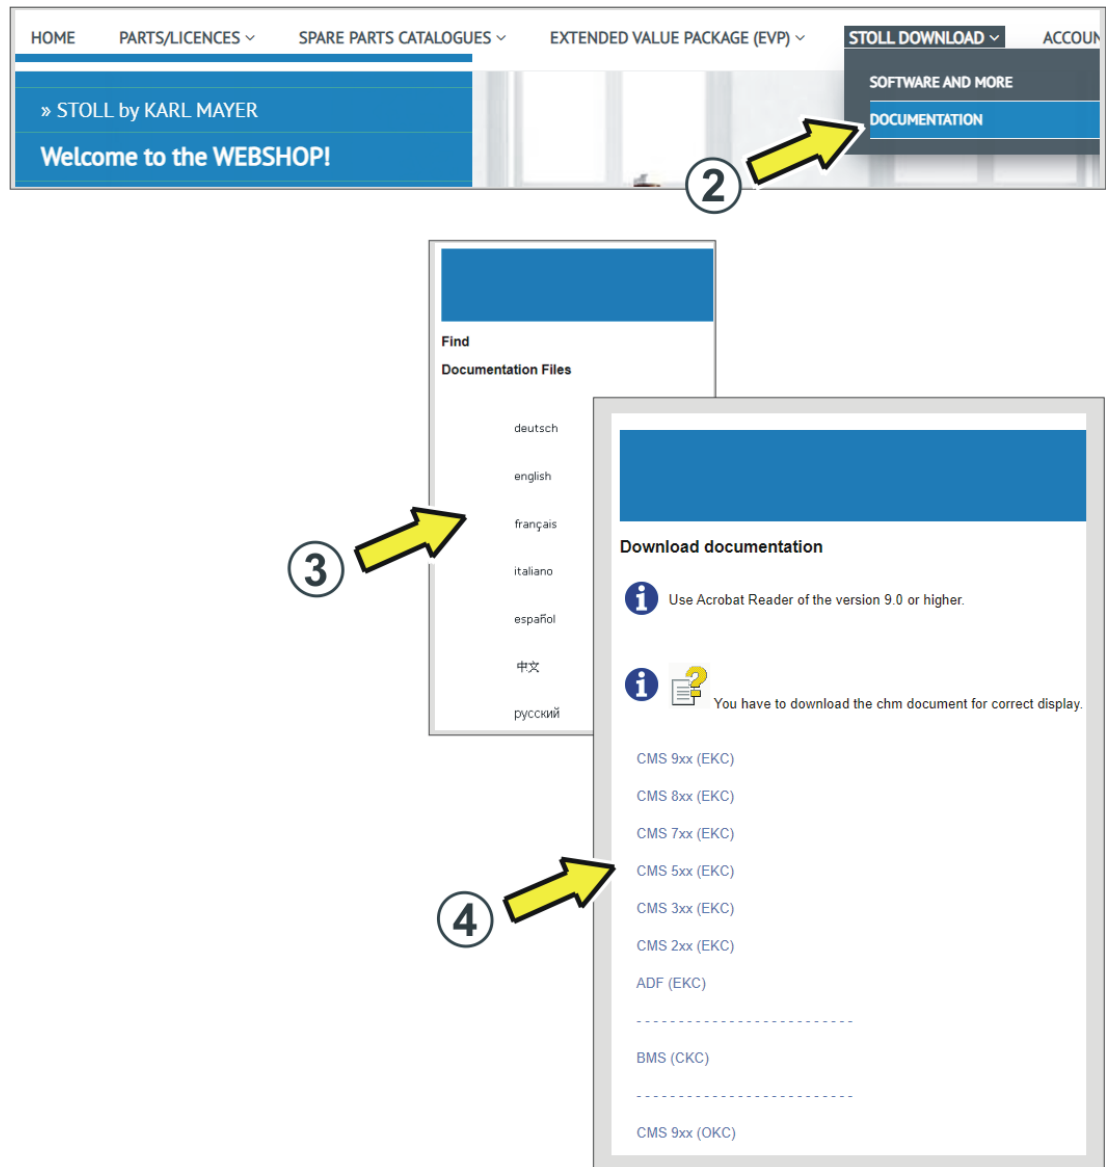 HOME PARTS/LICENCES SPARE PARTS CATALOGUES EXTENDED VALUE PACKAGE (EVP) STOLL DOWNLOAD ACCOUN
SOFTWARE AND MORE
DOCUMENTATION
» STOLL by KARL MAYER
Welcome to the WEBSHOP!
2
Find
Documentation Files
deutsch
english
français
italiano
español
中文
русский
3
Download documentation
Use Acrobat Reader of the version 9.0 or higher.
You have to download the chm document for correct display.
CMS 9xx (EKC)
CMS 8xx (EKC)
CMS 7xx (EKC)
CMS 5xx (EKC)
CMS 3xx (EKC)
CMS 2xx (EKC)
ADF (EKC)
- - - - - - - - - - - - - - - - - - - - - - - - - -
BMS (CKC)
- - - - - - - - - - - - - - - - - - - - - - - - - -
CMS 9xx (OKC)
4